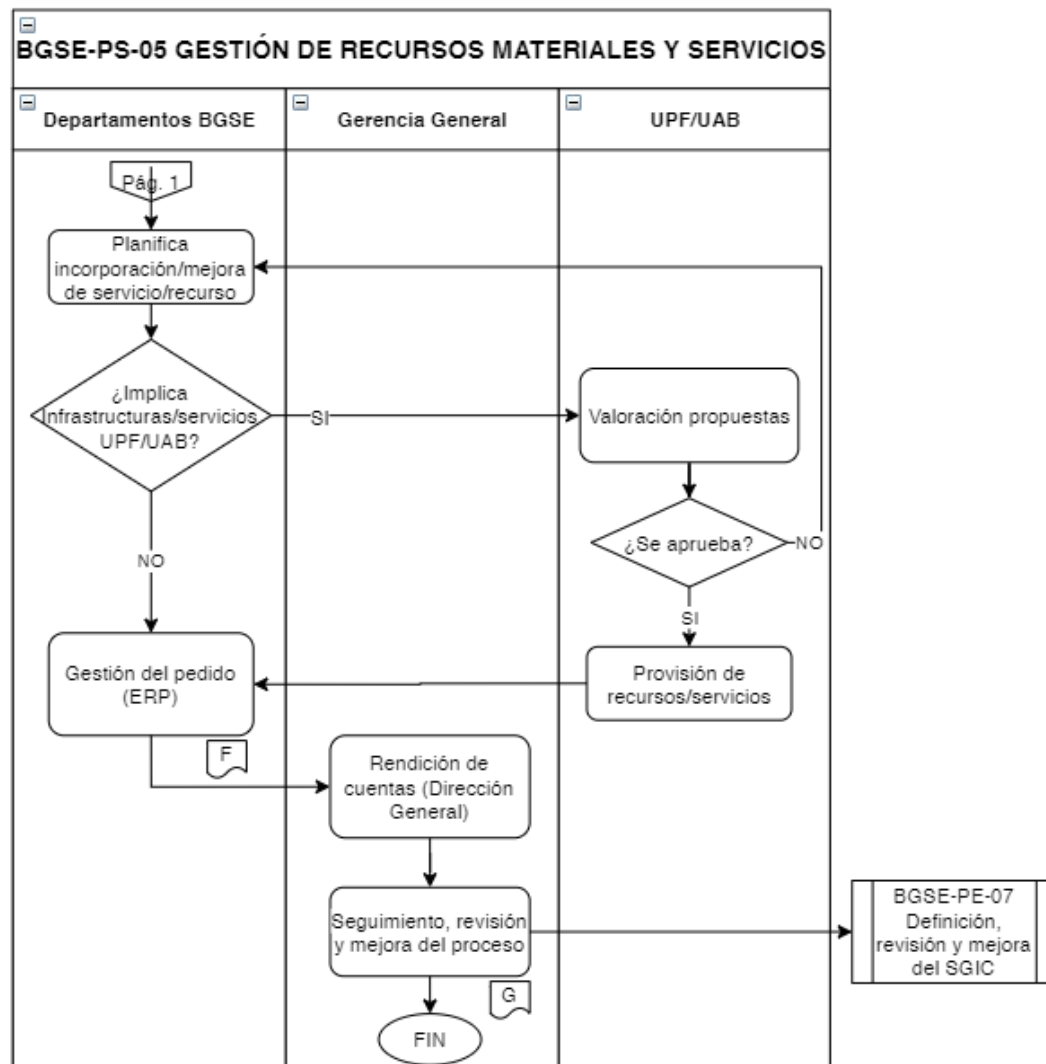 BGSE-PS-05 GESTIÓN DE RECURSOS MATERIALES Y SERVICIOS
Departamentos BGSE
Gerencia General
UPF/UAB
Pág. 1
Planifica
incorporación/mejora
de servicio/recurso
¿Implica
Infrastructuras/servicios
UPF/UAB?
SI
Valoración propuestas
¿Se aprueba?
NO
NO
SI
Gestión del pedido
(ERP)
Provisión de
recursos/servicios
F
Rendición de
cuentas (Dirección
General)
Seguimiento, revisión
y mejora del proceso
BGSE-PE-07
Definición,
revisión y mejora
del SGIC
G
FIN